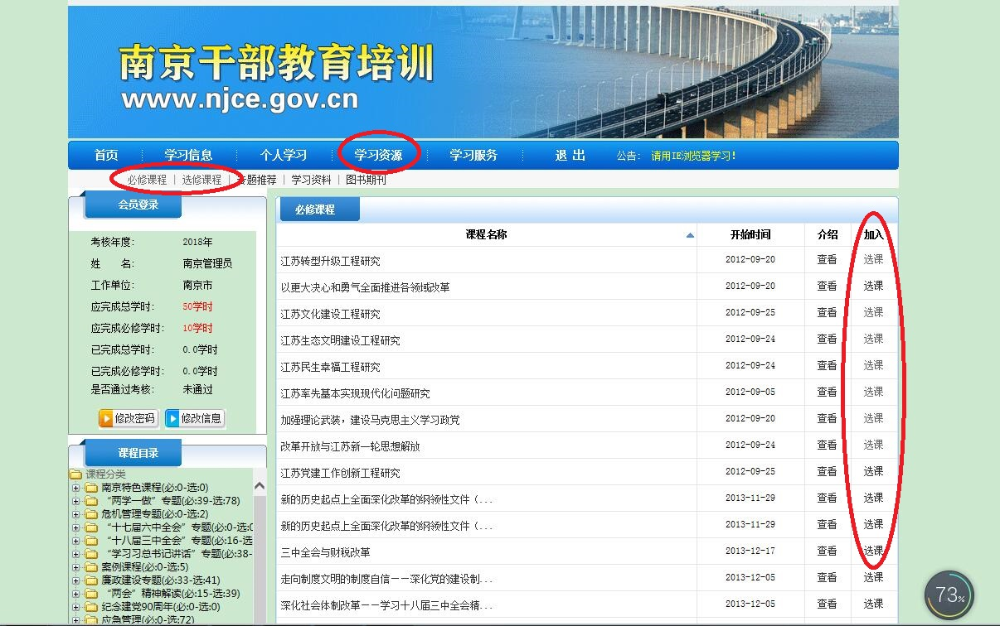 南京干部教育培训
www.njce.gov.cn
首页 学习信息 个人学习 学习资源 学习服务 退 出 公告: 请用IE浏览器学习!
必修课程 | 选修课程 | 专题推荐 | 学习资料 | 图书期刊
会员登录
考核年度: 2018年
姓 名: 南京管理员
工作单位: 南京市
应完成总学时: 50学时
应完成必修学时: 10学时
已完成总学时: 0.0学时
已完成必修学时: 0.0学时
是否通过考核: 未通过
修改密码 修改信息
课程目录
课程分类
南京特色课程(必:0-选:0)
“两学一做”专题(必:39-选:78)
危机管理专题(必:0-选:2)
“十七届六中全会”专题(必:0-选:0
“十八届三中全会”专题(必:16-选
“学习习总书记讲话”专题(必:38-
案例课程(必:0-选:5)
廉政建设专题(必:33-选:41)
“两会”精神解读(必:15-选:39)
纪念建党90周年(必:0-选:0)
应急管理(必:0-选:72)
必修课程
课程名称 开始时间 介绍 加入
江苏转型升级工程研究 2012-09-20 查看 选课
以更大决心和勇气全面推进各领域改革 2012-09-20 查看 选课
江苏文化建设工程研究 2012-09-25 查看 选课
江苏生态文明建设工程研究 2012-09-24 查看 选课
江苏民生幸福工程研究 2012-09-24 查看 选课
江苏率先基本实现现代化问题研究 2012-09-05 查看 选课
加强理论武装，建设马克思主义学习政党 2012-09-20 查看 选课
改革开放与江苏新一轮思想解放 2012-09-24 查看 选课
江苏党建工作创新工程研究 2012-09-25 查看 选课
新的历史起点上全面深化改革的纲领性文件（... 2013-11-29 查看 选课
新的历史起点上全面深化改革的纲领性文件（... 2013-11-29 查看 选课
三中全会与财税改革 2013-12-17 查看 选课
走向制度文明的制度自信——深化党的建设制... 2013-12-05 查看 选课
深化社会体制改革——学习十八届三中全会精... 2013-12-05 查看 选课
73%